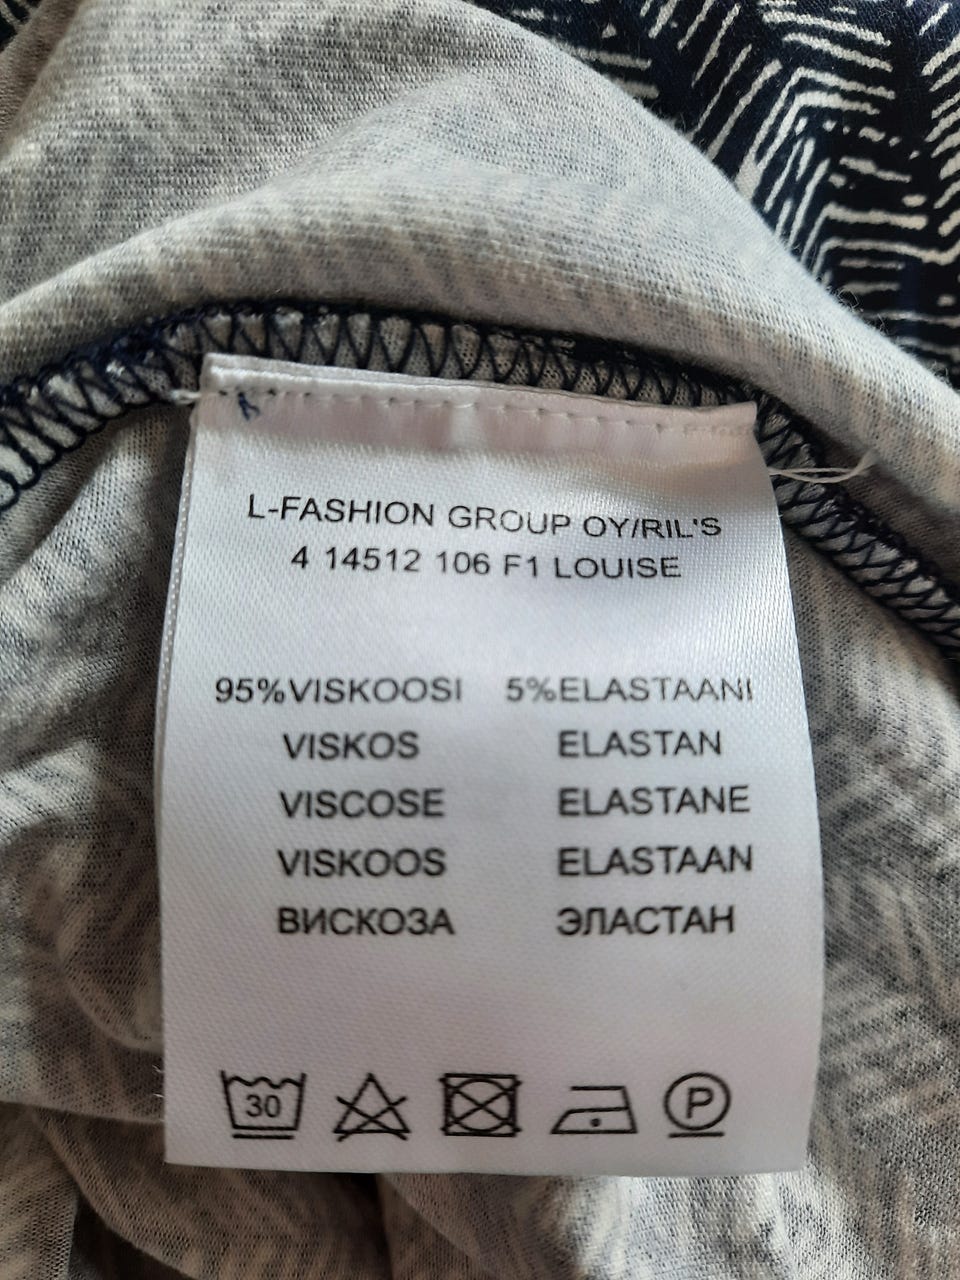 L-FASHION GROUP OY/RIL'S
4 14512 106 F1 LOUISE
95%VISKOOSI 5%ELASTAANI
VISKOS ELASTAN
VISCOSE ELASTANE
VISKOOS ELASTAAN
ВИСКОЗА ЭЛАСТАН
30 P